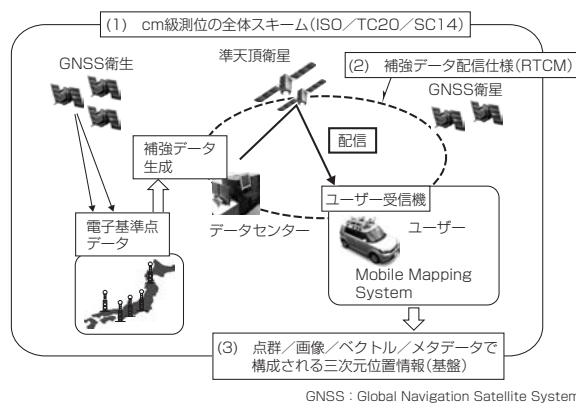 (1) cm級測位の全体スキーム(ISO/TC20/SC14)
GNSS衛生
準天頂衛星
(2) 補強データ配信仕様(RTCM)
GNSS衛星
補強データ
生成
配信
ユーザー受信機
電子基準点
データ
データセンター
ユーザー
Mobile Mapping
System
(3) 点群/画像/ベクトル/メタデータで
構成される三次元位置情報(基盤)
GNSS:Global Navigation Satellite System